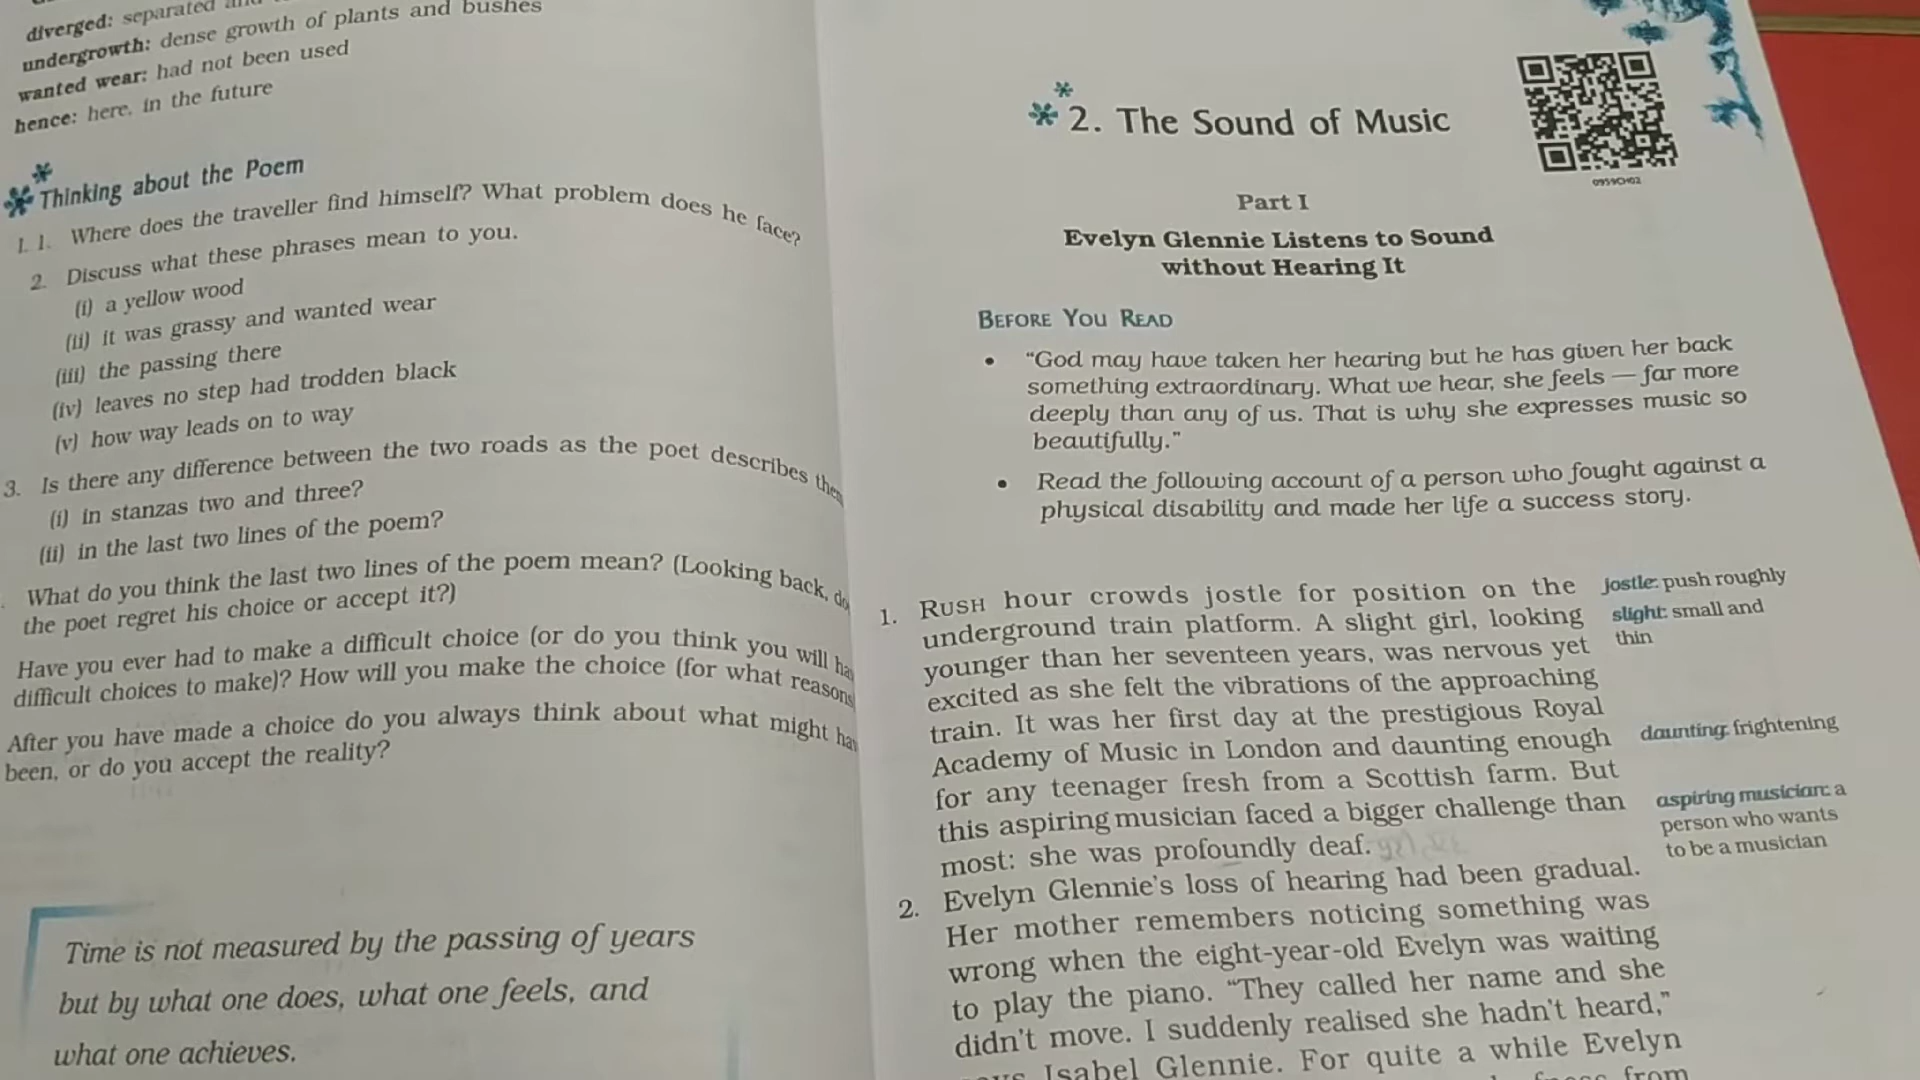 diverged: separated
undergrowth: dense growth of plants and bushes
wanted wear: had not been used
hence: here, in the future
Thinking about the Poem
I. 1. Where does the traveller find himself? What problem does he face?
2. Discuss what these phrases mean to you.
(i) a yellow wood
(ii) it was grassy and wanted wear
(iii) the passing there
(iv) leaves no step had trodden black
(v) how way leads on to way
3. Is there any difference between the two roads as the poet describes them
(i) in stanzas two and three?
(ii) in the last two lines of the poem?
What do you think the last two lines of the poem mean? (Looking back, do
the poet regret his choice or accept it?)
Have you ever had to make a difficult choice (or do you think you will ha
difficult choices to make)? How will you make the choice (for what reasons
After you have made a choice do you always think about what might ha
been, or do you accept the reality?
Time is not measured by the passing of years
but by what one does, what one feels, and
what one achieves.
2. The Sound of Music
0959CH02
Part I
Evelyn Glennie Listens to Sound
without Hearing It
BEFORE YOU READ
• “God may have taken her hearing but he has given her back
something extraordinary. What we hear, she feels — far more
deeply than any of us. That is why she expresses music so
beautifully.”
• Read the following account of a person who fought against a
physical disability and made her life a success story.
1. RUSH hour crowds jostle for position on the
underground train platform. A slight girl, looking
younger than her seventeen years, was nervous yet
excited as she felt the vibrations of the approaching
train. It was her first day at the prestigious Royal
Academy of Music in London and daunting enough
for any teenager fresh from a Scottish farm. But
this aspiring musician faced a bigger challenge than
most: she was profoundly deaf.
2. Evelyn Glennie’s loss of hearing had been gradual.
Her mother remembers noticing something was
wrong when the eight-year-old Evelyn was waiting
to play the piano. “They called her name and she
didn’t move. I suddenly realised she hadn’t heard,”
Isabel Glennie. For quite a while Evelyn
from
jostle: push roughly
slight: small and
thin
daunting: frightening
aspiring musician: a
person who wants
to be a musician